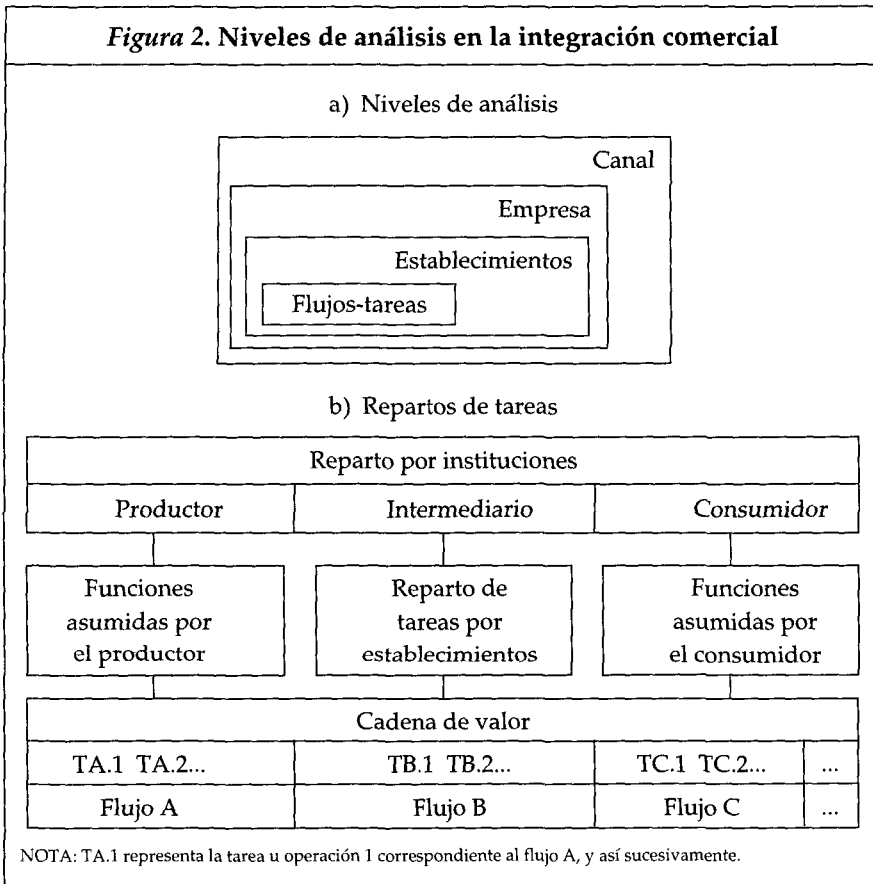 Figura 2. Niveles de análisis en la integración comercial
a) Niveles de análisis
Canal
Empresa
Establecimientos
Flujos-tareas
b) Repartos de tareas
Reparto por instituciones
Productor Intermediario Consumidor
Funciones asumidas por el productor
Reparto de tareas por establecimientos
Funciones asumidas por el consumidor
Cadena de valor
TA.1 TA.2... TB.1 TB.2... TC.1 TC.2... ...
Flujo A Flujo B Flujo C ...
NOTA: TA.1 representa la tarea u operación 1 correspondiente al flujo A, y así sucesivamente.